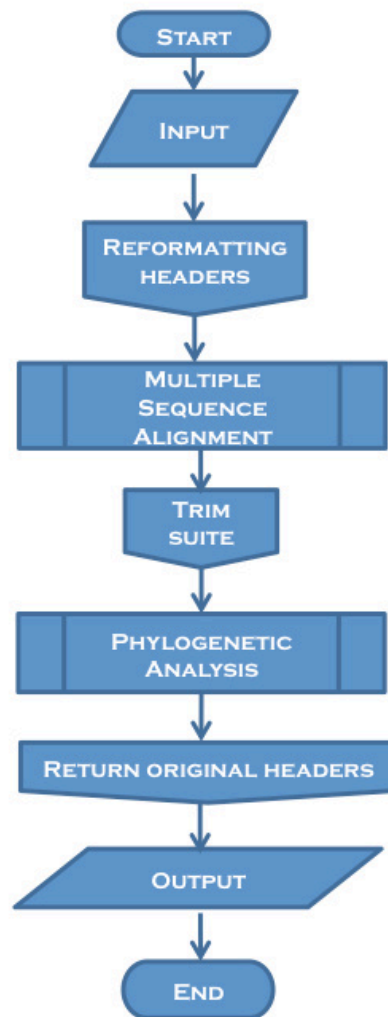 START
INPUT
REFORMATTING
HEADERS
MULTIPLE
SEQUENCE
ALIGNMENT
TRIM
SUITE
PHYLOGENETIC
ANALYSIS
RETURN ORIGINAL HEADERS
OUTPUT
END